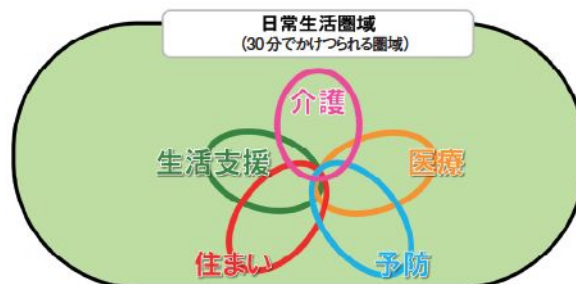 日常生活圏域
（30分でかけつられる圏域）
介護
生活支援
医療
住まい
予防